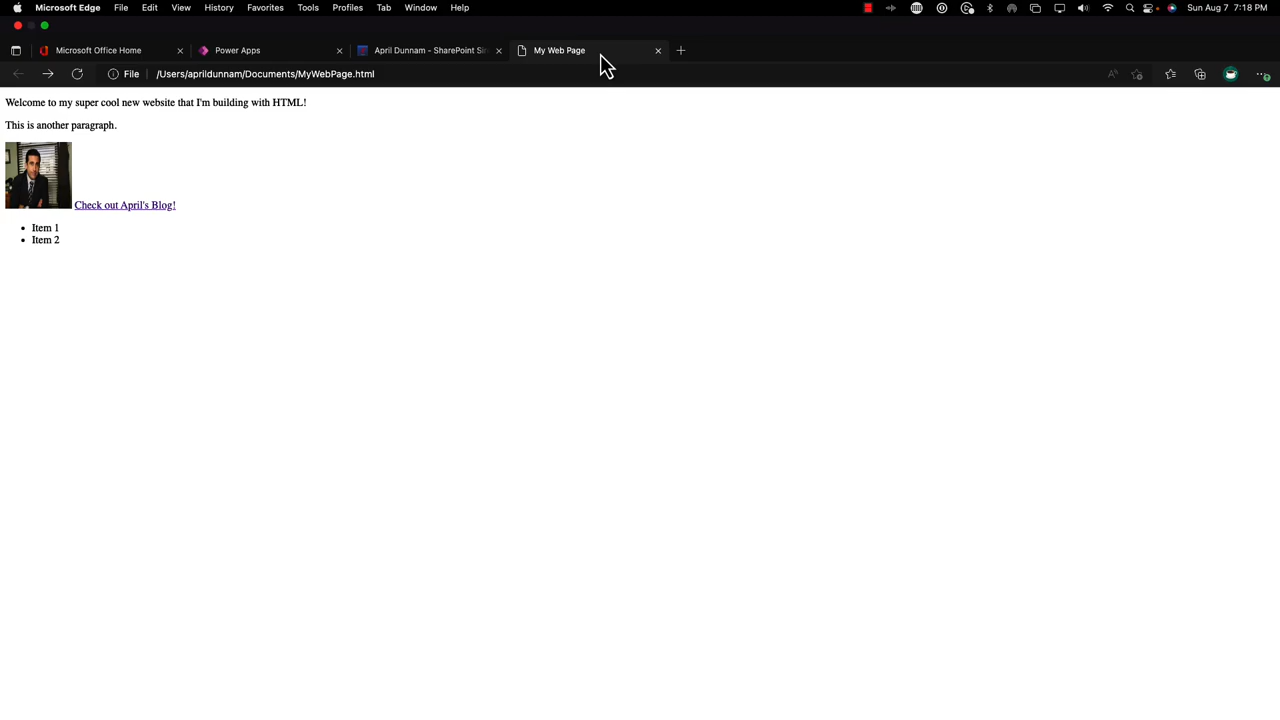 Microsoft Edge File Edit View History Favorites Tools Profiles Tab Window Help Sun Aug 7 7:18 PM
Microsoft Office Home Power Apps April Dunnam - SharePoint Sir My Web Page
File /Users/aprildunnam/Documents/MyWebPage.html
Welcome to my super cool new website that I'm building with HTML!
This is another paragraph.
Check out April's Blog!
• Item 1
• Item 2